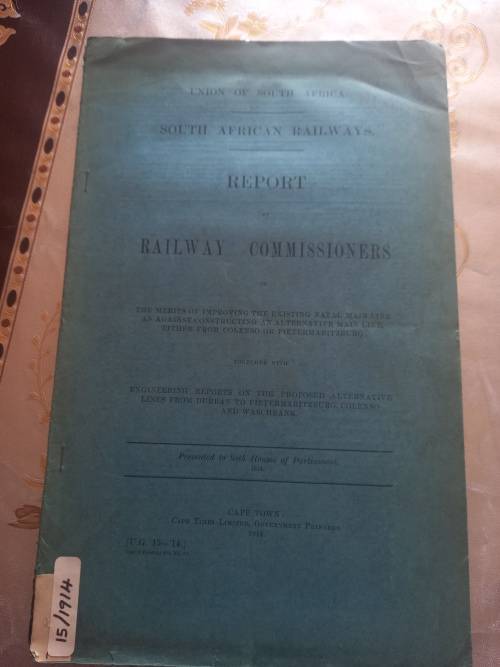 UNION OF SOUTH AFRICA
SOUTH AFRICAN RAILWAYS.
REPORT
OF
RAILWAY COMMISSIONERS
ON
THE MERITS OF IMPROVING THE EXISTING NATAL MAIN LINE
AS AGAINST CONSTRUCTING AN ALTERNATIVE MAIN LINE
EITHER FROM COLENSO OR PIETERMARITZBURG
TOGETHER WITH
ENGINEERING REPORTS ON THE PROPOSED ALTERNATIVE
LINES FROM DURBAN TO PIETERMARITZBURG, COLENSO
AND WASCHBANK.
Presented to both Houses of Parliament.
1914.
CAPE TOWN
CAPE TIMES LIMITED, GOVERNMENT PRINTERS
1914
[U.G. 15—'14.]
15/1914